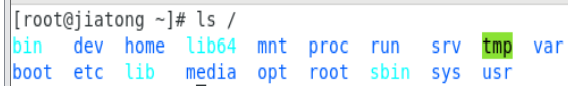 [root@jiatong ~]# ls /
bin dev home lib64 mnt proc run srv tmp var
boot etc lib media opt root sbin sys usr